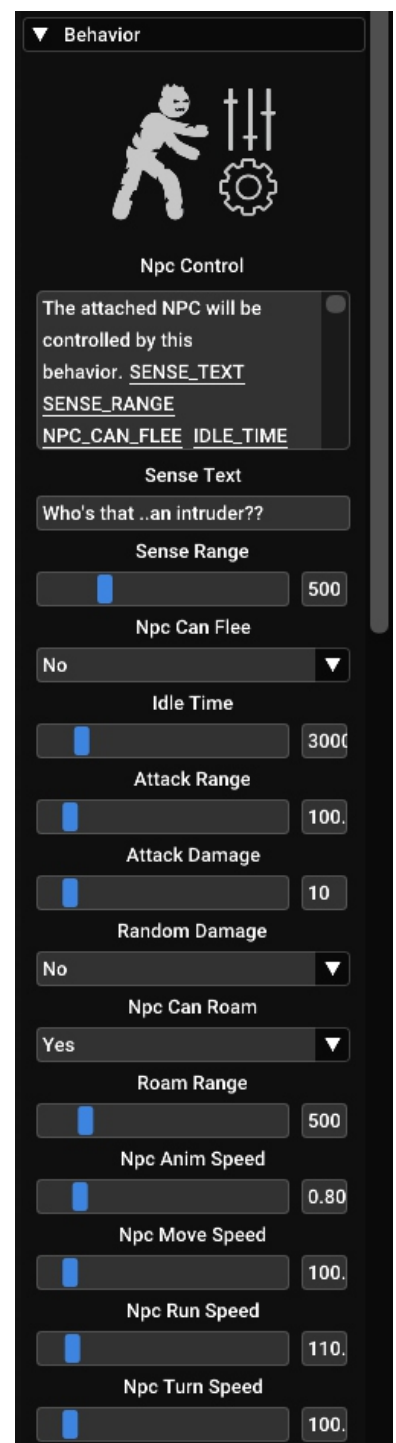 Behavior
Npc Control
The attached NPC will be
controlled by this
behavior. SENSE_TEXT
SENSE_RANGE
NPC_CAN_FLEE IDLE_TIME
Sense Text
Who's that ..an intruder??
Sense Range
500
Npc Can Flee
No
Idle Time
3000
Attack Range
100.
Attack Damage
10
Random Damage
No
Npc Can Roam
Yes
Roam Range
500
Npc Anim Speed
0.80
Npc Move Speed
100.
Npc Run Speed
110.
Npc Turn Speed
100.